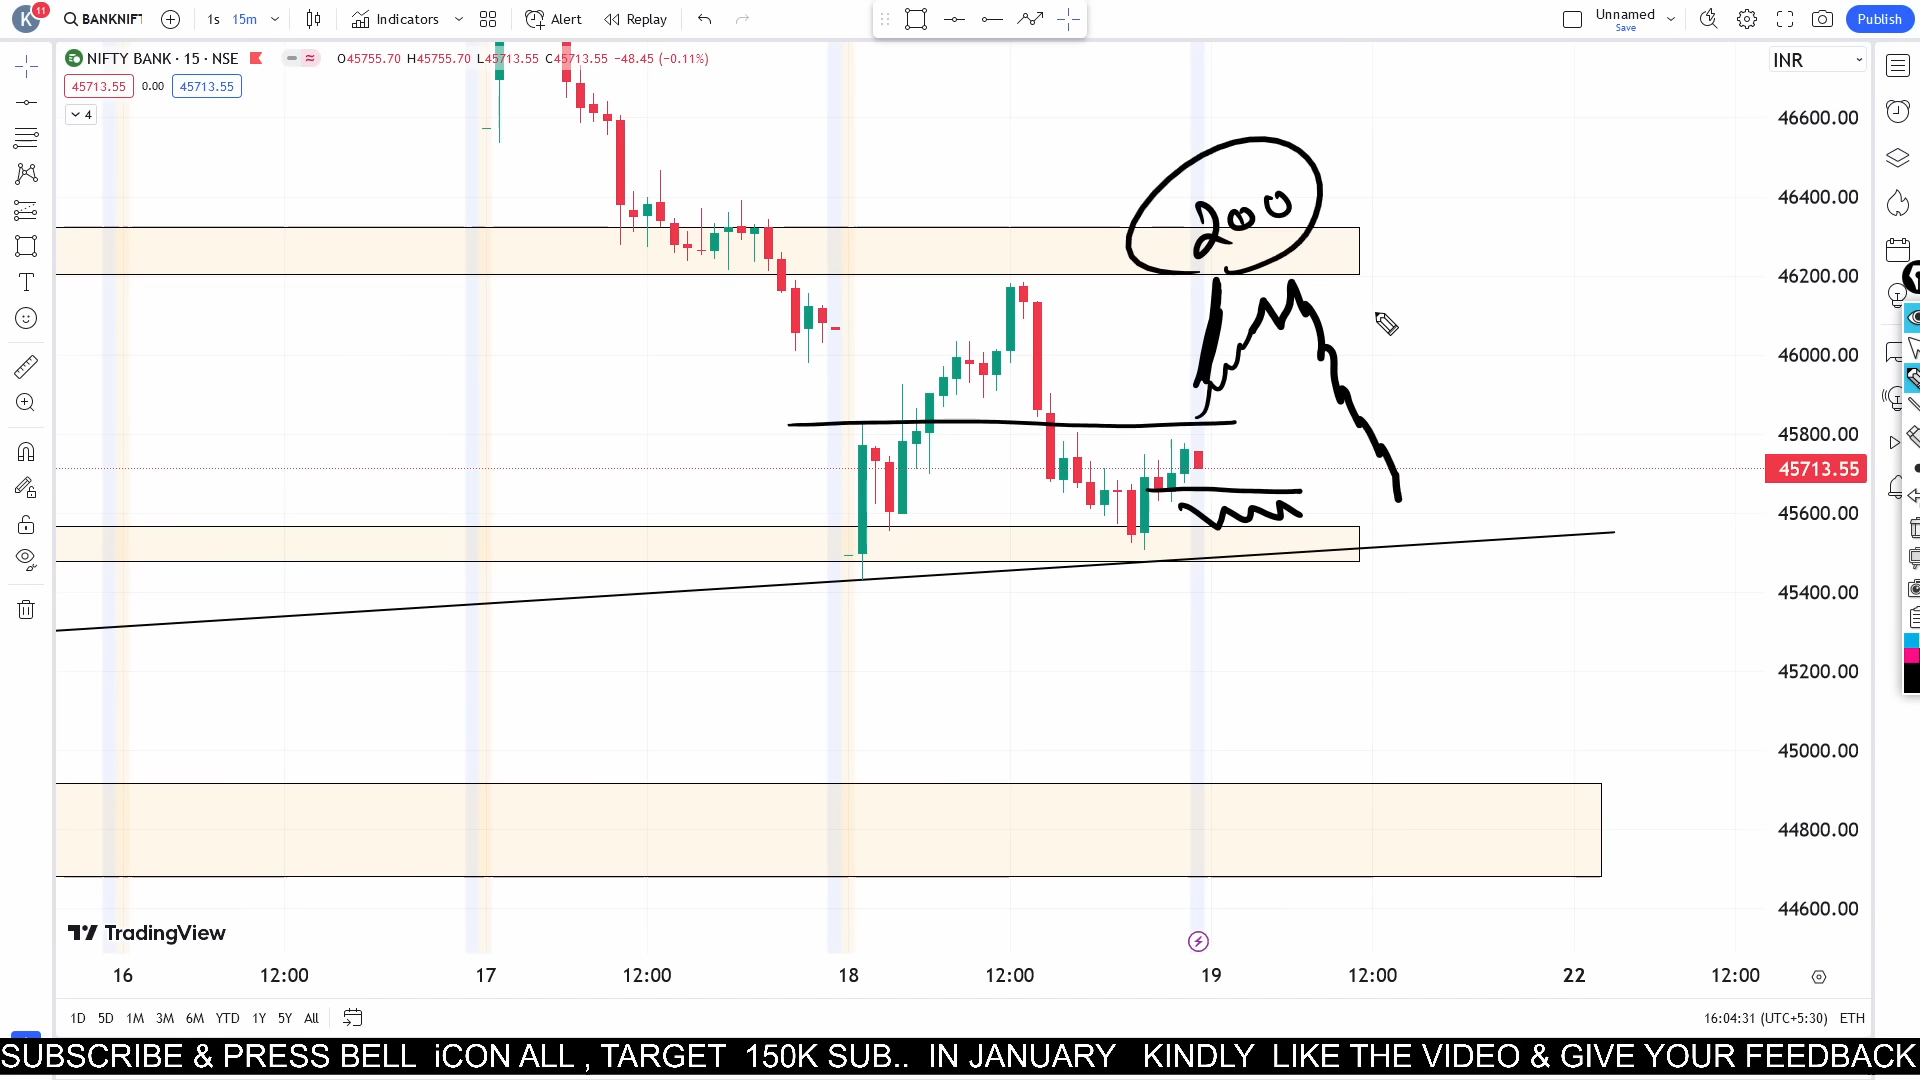 K 11 BANKNIF 1s 15m Indicators Alert Replay Unnamed Save Publish
NIFTY BANK · 15 · NSE O45755.70 H45755.70 L45713.55 C45713.55 −48.45 (−0.11%) INR
45713.55 0.00 45713.55
4
46600.00
46400.00
200
46200.00
46000.00
45800.00
45713.55
45600.00
45400.00
45200.00
45000.00
44800.00
44600.00
TradingView
16 12:00 17 12:00 18 12:00 19 12:00 22 12:00
1D 5D 1M 3M 6M YTD 1Y 5Y All 16:04:31 (UTC+5:30) ETH
SUBSCRIBE & PRESS BELL iCON ALL , TARGET 150K SUB.. IN JANUARY KINDLY LIKE THE VIDEO & GIVE YOUR FEEDBACK